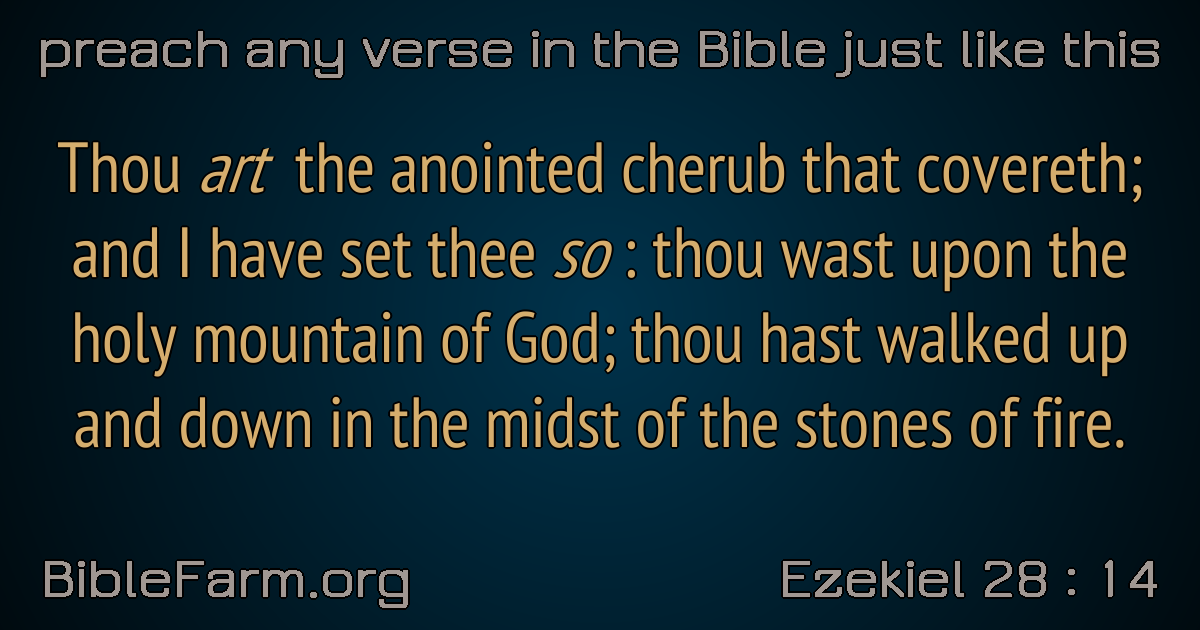 preach any verse in the Bible just like this
Thou art the anointed cherub that covereth;
and I have set thee so : thou wast upon the
holy mountain of God; thou hast walked up
and down in the midst of the stones of fire.
BibleFarm.org
Ezekiel 28 : 14